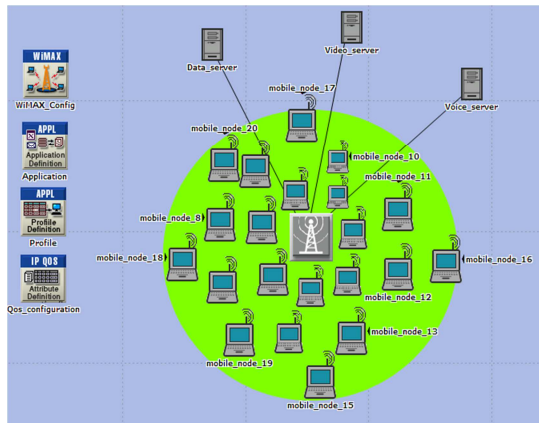 Video_server
WiMAX
Data_server
mobile_node_17
WiMAX_Config
Voice_server
APPL
mobile_node_20
Application
Definition
mobile_node_10
Application
mobile_node_11
APPL
Profile
Definition
mobile_node_8
Profile
mobile_node_18
mobile_node_16
IP QOS
Attribute
Definition
mobile_node_12
Qos_configuration
mobile_node_13
mobile_node_19
mobile_node_15